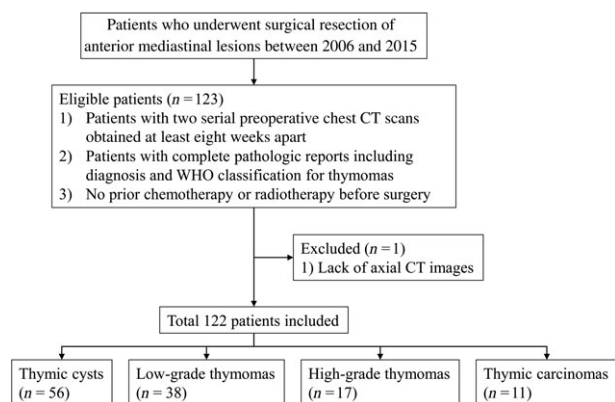 Patients who underwent surgical resection of
anterior mediastinal lesions between 2006 and 2015
Eligible patients (n = 123)
1) Patients with two serial preoperative chest CT scans
obtained at least eight weeks apart
2) Patients with complete pathologic reports including
diagnosis and WHO classification for thymomas
3) No prior chemotherapy or radiotherapy before surgery
Excluded (n = 1)
1) Lack of axial CT images
Total 122 patients included
Thymic cysts
(n = 56)
Low-grade thymomas
(n = 38)
High-grade thymomas
(n = 17)
Thymic carcinomas
(n = 11)